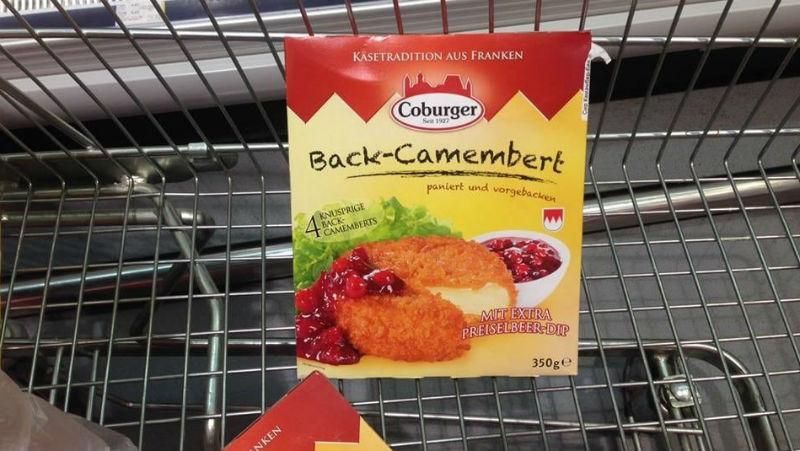 KÄSETRADITION AUS FRANKEN
Coburger
Seit 1927
Back-Camembert
paniert und vorgebacken
4 KNUSPRIGE
BACK-
CAMEMBERTS
MIT EXTRA
PREISELBEER-DIP
350g e
NKEN